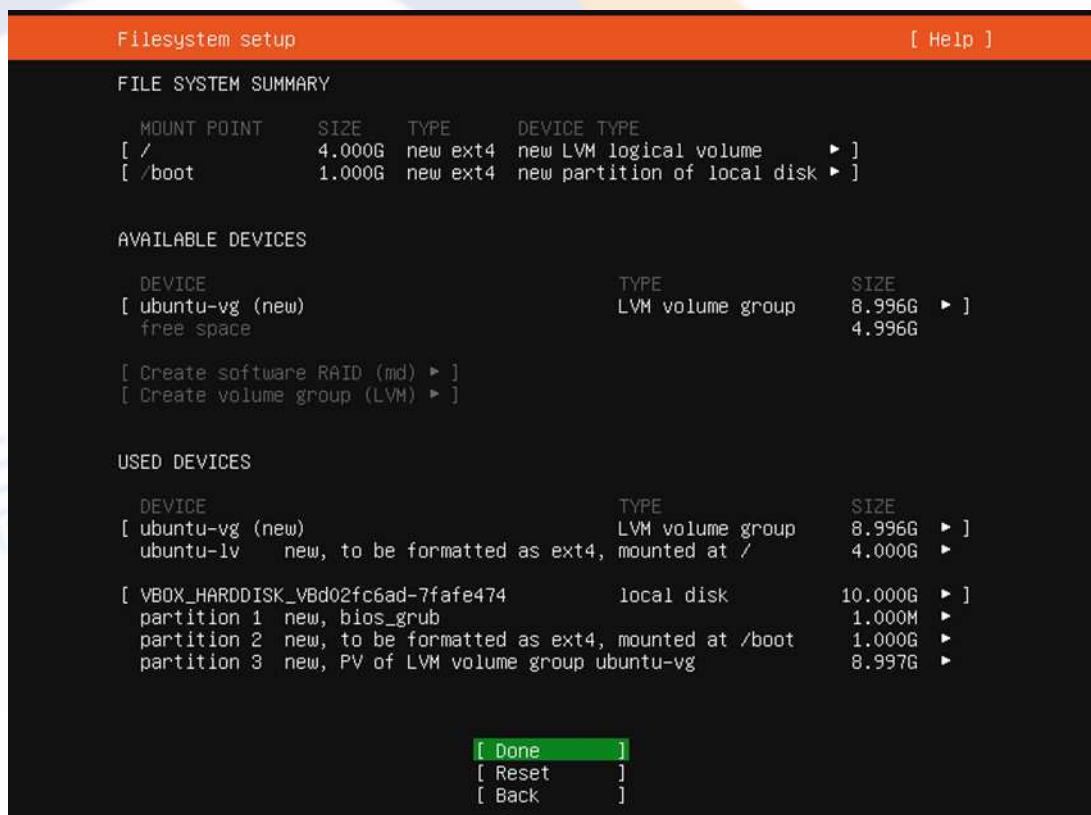 Filesystem setup [ Help ]
FILE SYSTEM SUMMARY
MOUNT POINT SIZE TYPE DEVICE TYPE
[ / 4.000G new ext4 new LVM logical volume ▸ ]
[ /boot 1.000G new ext4 new partition of local disk ▸ ]
AVAILABLE DEVICES
DEVICE TYPE SIZE
[ ubuntu-vg (new) LVM volume group 8.996G ▸ ]
free space 4.996G
[ Create software RAID (md) ▸ ]
[ Create volume group (LVM) ▸ ]
USED DEVICES
DEVICE TYPE SIZE
[ ubuntu-vg (new) LVM volume group 8.996G ▸ ]
ubuntu-lv new, to be formatted as ext4, mounted at / 4.000G ▸
[ VBOX_HARDDISK_VBd02fc6ad-7fafe474 local disk 10.000G ▸ ]
partition 1 new, bios_grub 1.000M ▸
partition 2 new, to be formatted as ext4, mounted at /boot 1.000G ▸
partition 3 new, PV of LVM volume group ubuntu-vg 8.997G ▸
[ Done ]
[ Reset ]
[ Back ]